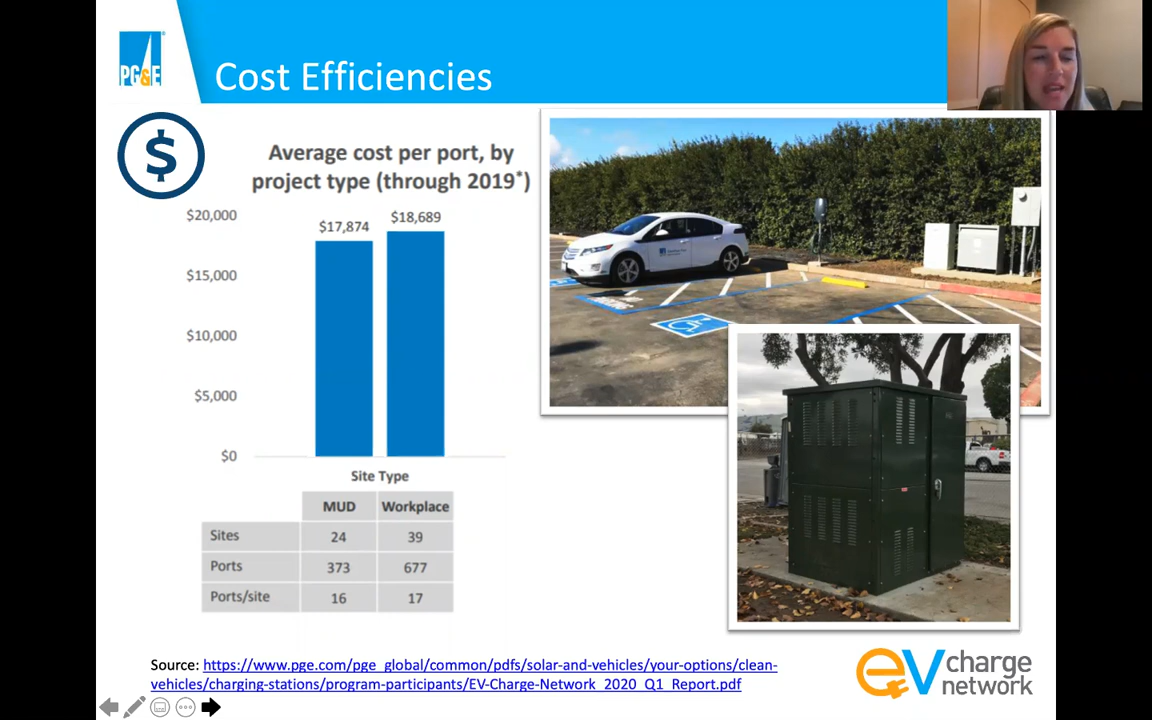 PG&E
Cost Efficiencies
$
Average cost per port, by
project type (through 2019*)
$20,000
$15,000
$10,000
$5,000
$0
$17,874
$18,689
Site Type
MUD Workplace
Sites 24 39
Ports 373 677
Ports/site 16 17
Source: https://www.pge.com/pge_global/common/pdfs/solar-and-vehicles/your-options/clean-
vehicles/charging-stations/program-participants/EV-Charge-Network_2020_Q1_Report.pdf
eV charge
network